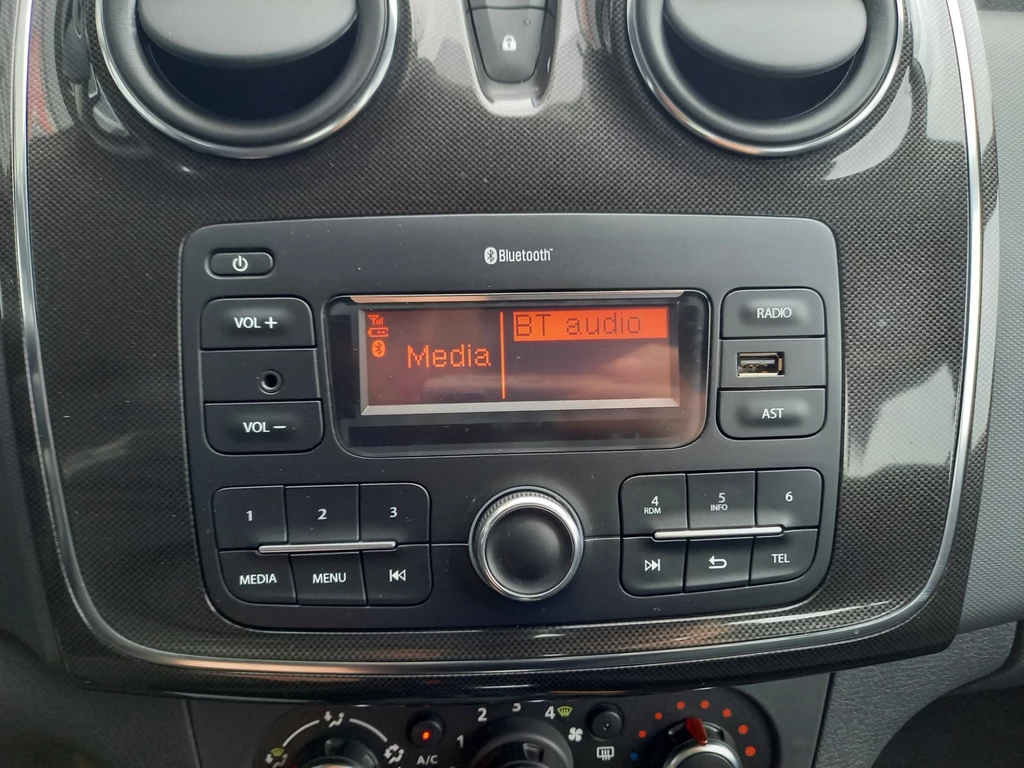 Bluetooth™
VOL +
BT audio
Media
RADIO
VOL −
AST
1
2
3
4
RDM
5
INFO
6
MEDIA
MENU
TEL
1
2
3
4
A/C